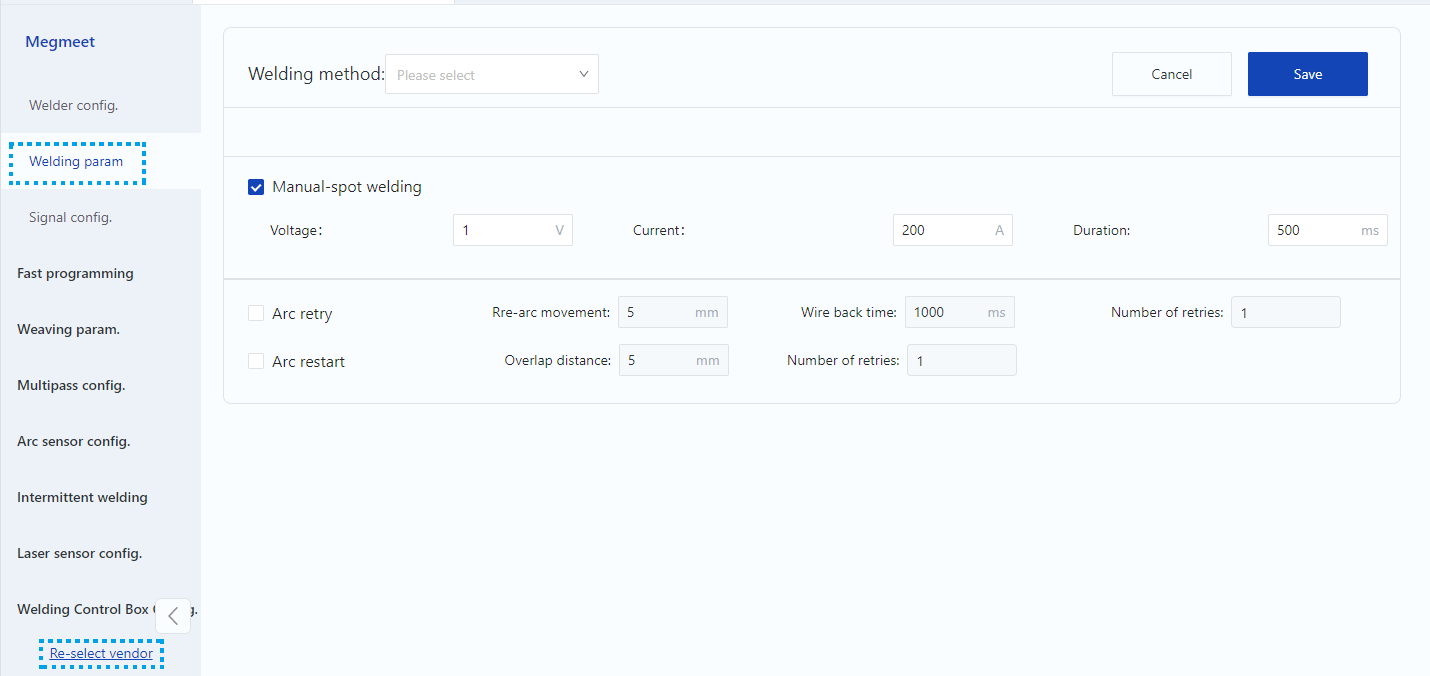 Megmeet
Welder config.
Welding param
Signal config.
Fast programming
Weaving param.
Multipass config.
Arc sensor config.
Intermittent welding
Laser sensor config.
Welding Control Box g.
Re-select vendor
Welding method: Please select Cancel Save
Manual-spot welding
Voltage: 1 V Current: 200 A Duration: 500 ms
Arc retry Rre-arc movement: 5 mm Wire back time: 1000 ms Number of retries: 1
Arc restart Overlap distance: 5 mm Number of retries: 1